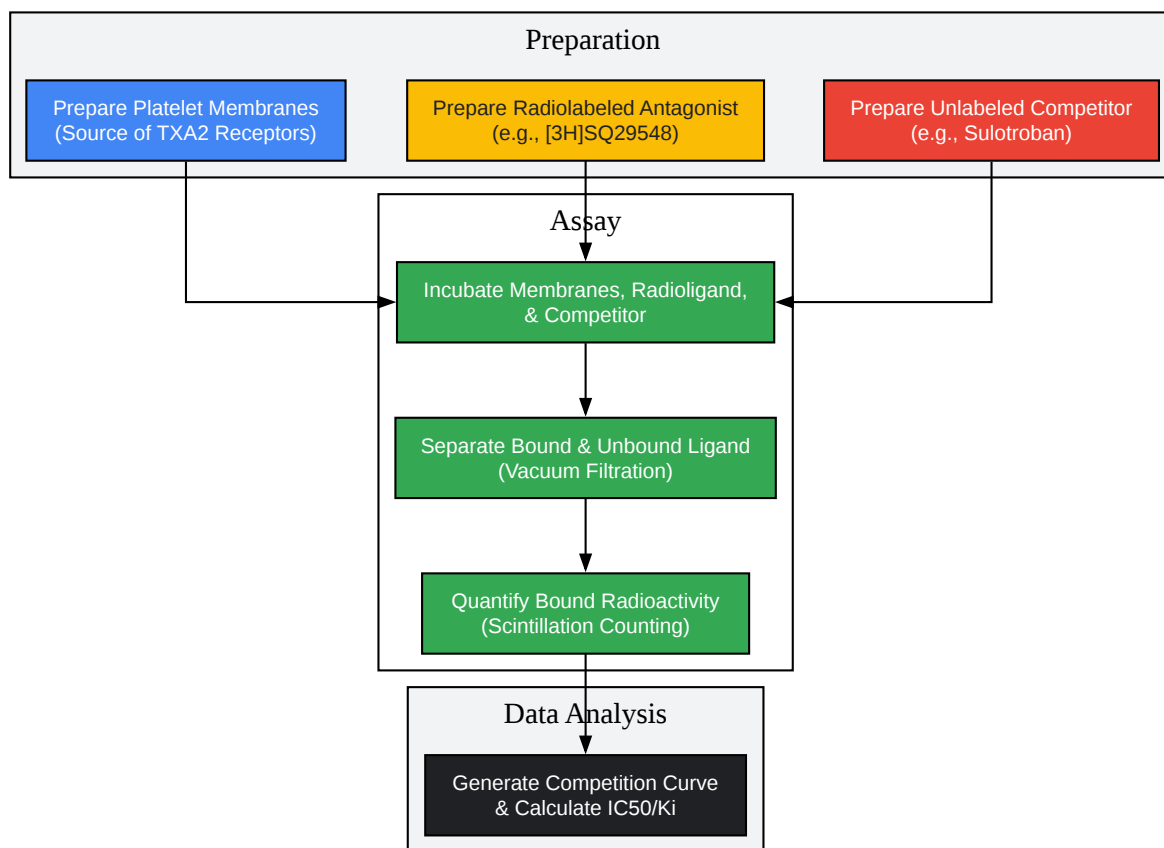 Preparation
Prepare Platelet Membranes
(Source of TXA2 Receptors)
Prepare Radiolabeled Antagonist
(e.g., [3H]SQ29548)
Prepare Unlabeled Competitor
(e.g., Sulotroban)
Assay
Incubate Membranes, Radioligand,
& Competitor
Separate Bound & Unbound Ligand
(Vacuum Filtration)
Quantify Bound Radioactivity
(Scintillation Counting)
Data Analysis
Generate Competition Curve
& Calculate IC50/Ki